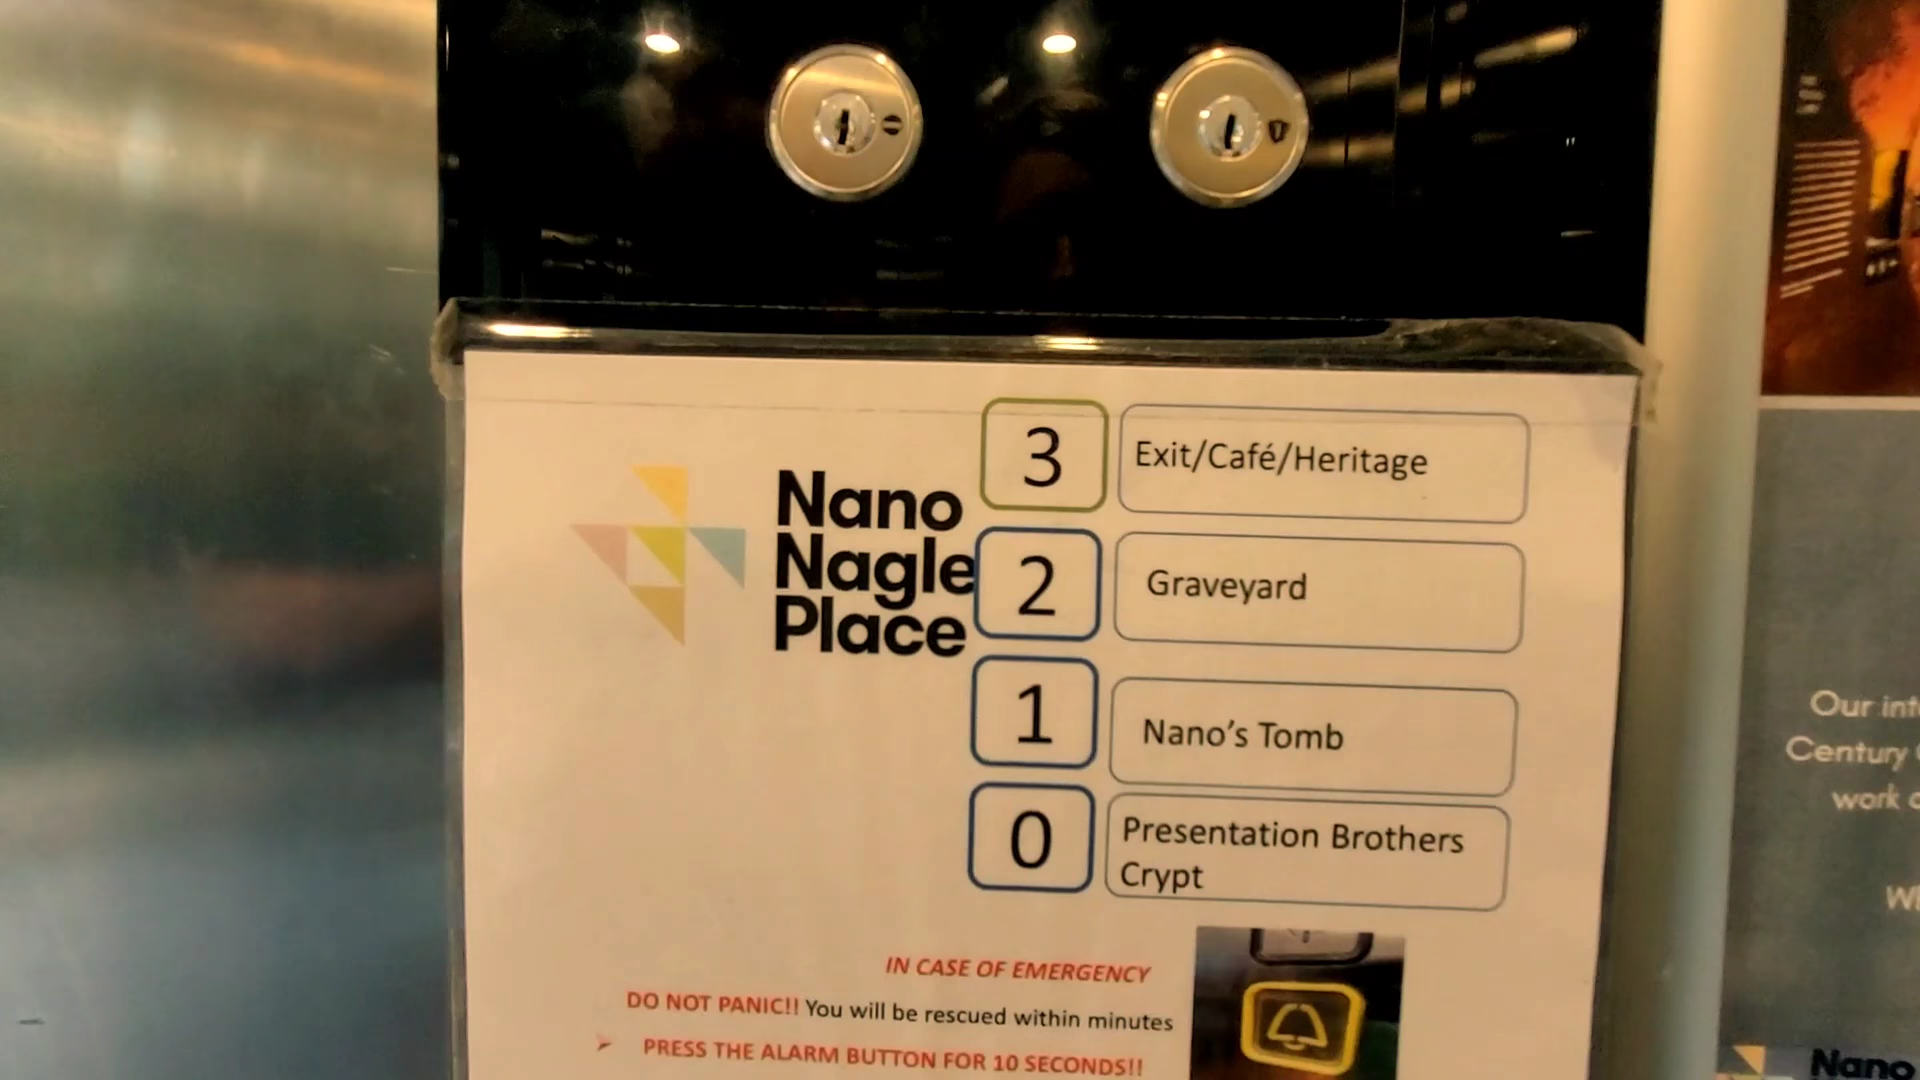 3 Exit/Café/Heritage
Nano
Nagle
Place
2 Graveyard
1 Nano's Tomb
0 Presentation Brothers
Crypt
IN CASE OF EMERGENCY
DO NOT PANIC!! You will be rescued within minutes
➢ PRESS THE ALARM BUTTON FOR 10 SECONDS!!
Our
Century
work
Nano